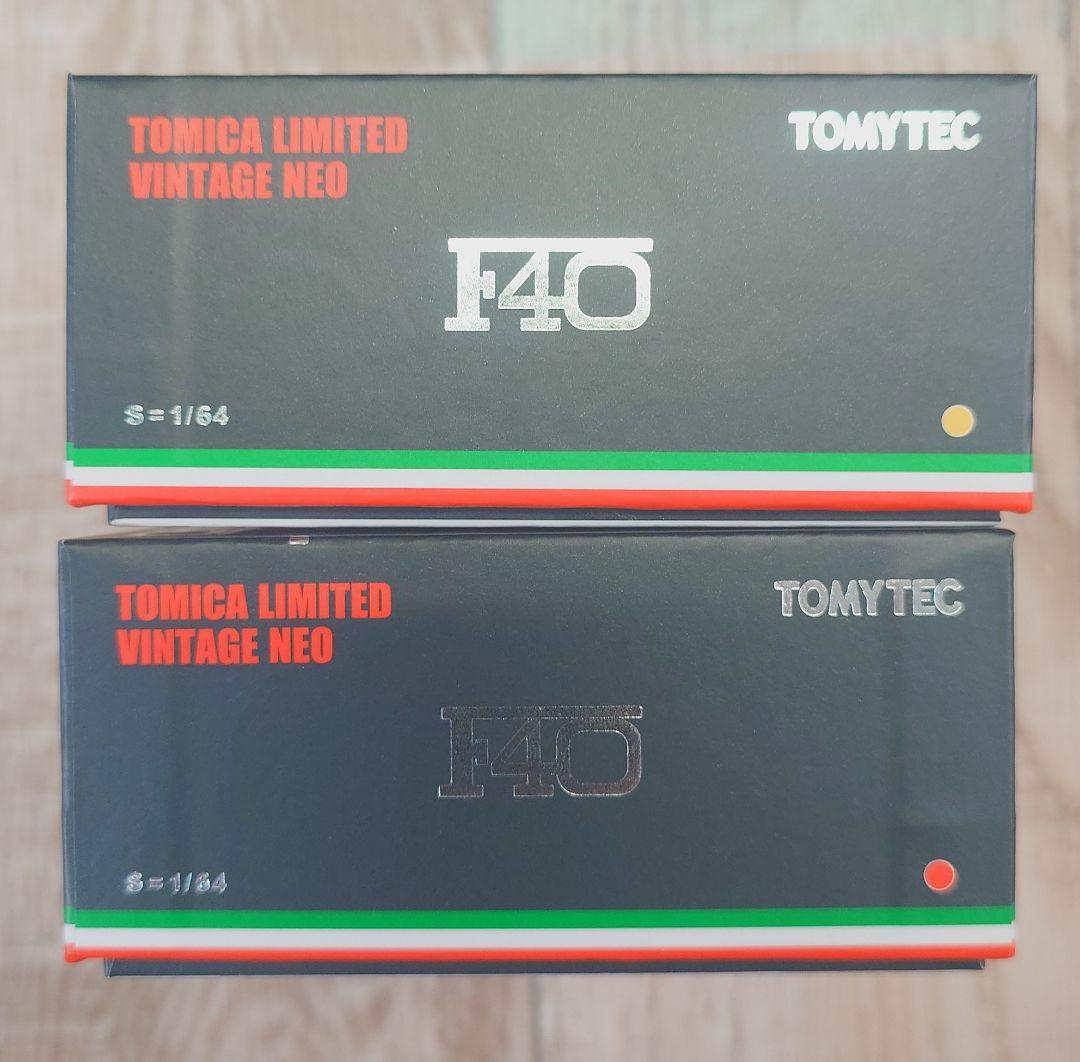 TOMICA LIMITED
VINTAGE NEO
TOMYTEC
F40
S=1/64
TOMICA LIMITED
VINTAGE NEO
TOMYTEC
F40
S=1/64